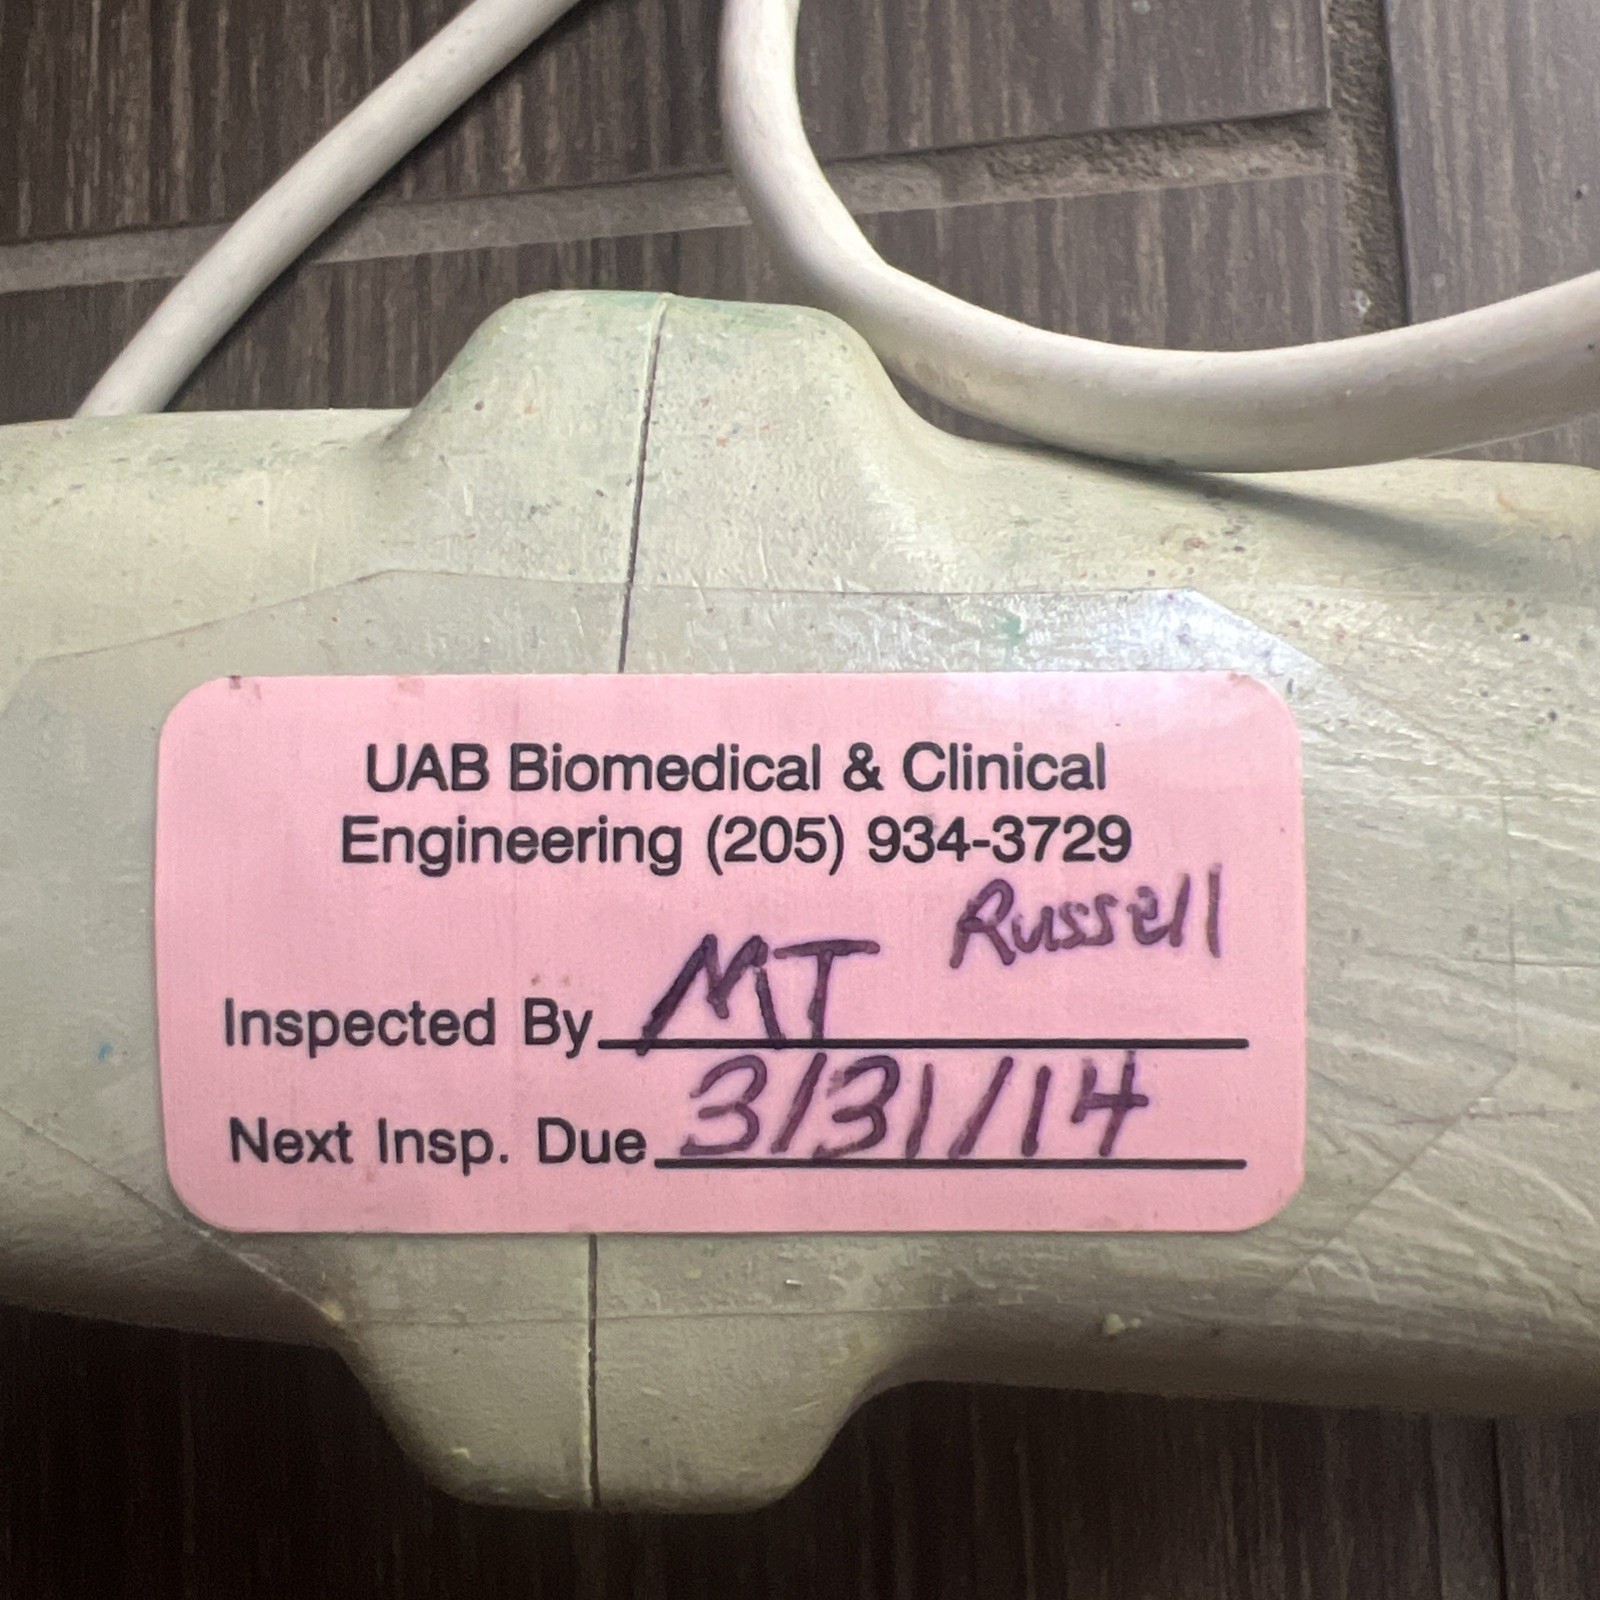 UAB Biomedical & Clinical
Engineering (205) 934-3729
Russell
Inspected By MT
Next Insp. Due 3/31/14